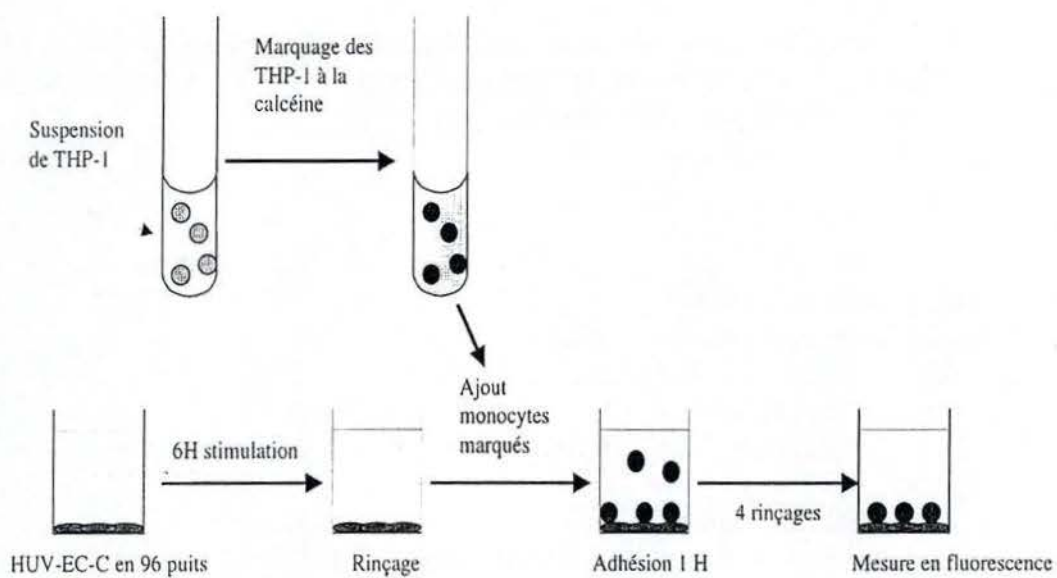 Marquage des
THP-1 à la
calcéine
Suspension
de THP-1
Ajout
monocytes
marqués
6H stimulation
4 rinçages
HUV-EC-C en 96 puits
Rinçage
Adhésion 1 H
Mesure en fluorescence